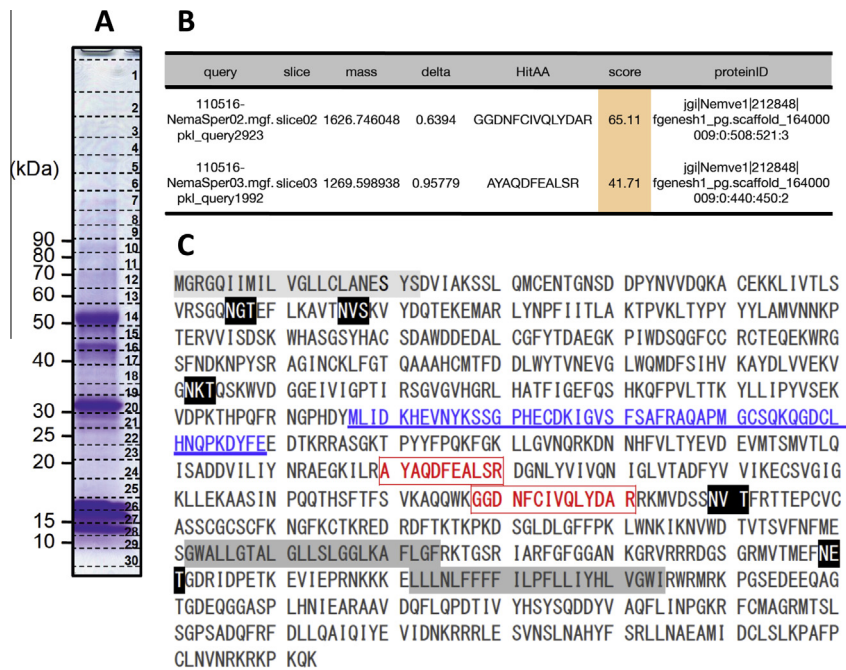 A
1
2
3
4
5
6
7
8
9
10
11
12
13
14
15
16
17
18
19
20
21
22
23
24
25
26
27
28
29
30
(kDa)
90
80
70
60
50
40
30
25
20
15
10
B
query slice mass delta HitAA score proteinID
110516-
NemaSper02.mgf.
pkl_query2923
slice02 1626.746048 0.6394 GGDNFCIVQLYDAR 65.11
jgi|Nemve1|212848|
fgenesh1_pg.scaffold_164000
009:0:508:521:3
110516-
NemaSper03.mgf.
pkl_query1992
slice03 1269.598938 0.95779 AYAQDFEALSR 41.71
jgi|Nemve1|212848|
fgenesh1_pg.scaffold_164000
009:0:440:450:2
C
MGRGQIIMIL VGLLCLANES YSDVIAKSSL QMCENTGNSD DPYNVVDQKA CEKKLIVTLS
VRSGQNGTEF LKAVTNVSKV YDQTEKEMAR LYNPFIITLA KTPVKLTYPY YLAMVNNKPD
TERVVISDSK WHASGSYHAC SDAWDDEDAL CGFYTDAEGK PIWDSQGFCC RCTEQEKWRG
SFNDKNPYSR AGINCKLFGT QAAAHCMTFD DLWYTVNEVG LWQMDFSIHV KAYDLVVEKV
GNKTQSKWVD GGEIVIGPTI RSGVGVHGRL HATFIGEFQS HKQFPVLTTK YLLIPYVSEK
VDPKTHPQFR NGPHDYMLID KHEVNYKSSG PHECDKIGVS FSAFRAQAPM GCSQKQGDCL
HNQPKDYFEE DTKRRASGKT PYYFPQKFGK LLGVNQRKDN HFVLTYEVD EVMTSMVTLQ
ISADDVILIY NRAEGKILRA YAQDFEALSR DGNLYVIVQN IGLVTADFYV VIKECSVGIG
KLLEKAASIN PQQTHSFTFS VKAQQWKGGD NFCIVQLYDA RRKMVDSSNV TFRTTEPCVC
ASSCGCSCFK NGFKCTKRED RDFTKTKPKD SGLDLGFFPK LWNKIKNVWD TVTSVFNFME
SGWALLGTAL GLLSLGGLKA FLGFRKTGSR IARFGFGGAN KGRVRRRDGS GRMVTMEFNE
TGDRIDPETK EVIEPRNKKK ELLLNLFFFF ILPFLLIYHL VGWIRWRMRK PGSEDEEQAG
TGDEQGGASP LHNIEARAAV DQFLQPDTIV YHSYSQDDYV AQFLINPGKR FCMAGRMTSL
SGPSADQFRF DLLQAIQIYE VIDNKRRRLE SVNSLNAHYF SRLLNAEAMI DCLSLKPAFP
CLNVNRKRKP KQK